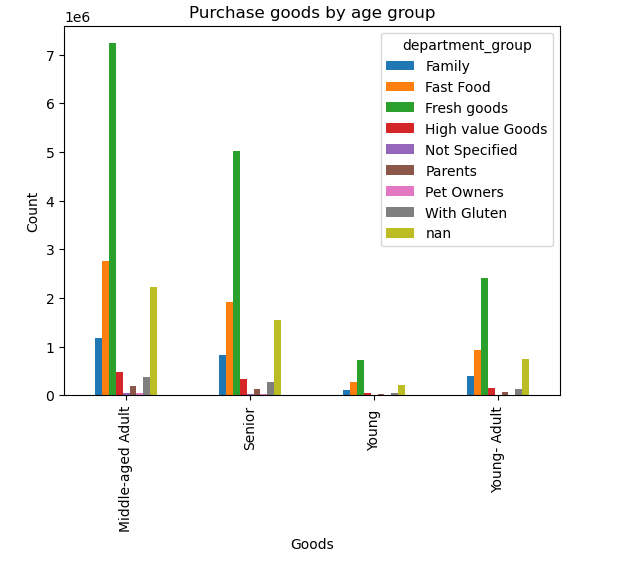 Purchase goods by age group
1e6
7
6
5
4
3
2
1
0
Count
department_group
Family
Fast Food
Fresh goods
High value Goods
Not Specified
Parents
Pet Owners
With Gluten
nan
Middle-aged Adult
Senior
Young
Young- Adult
Goods